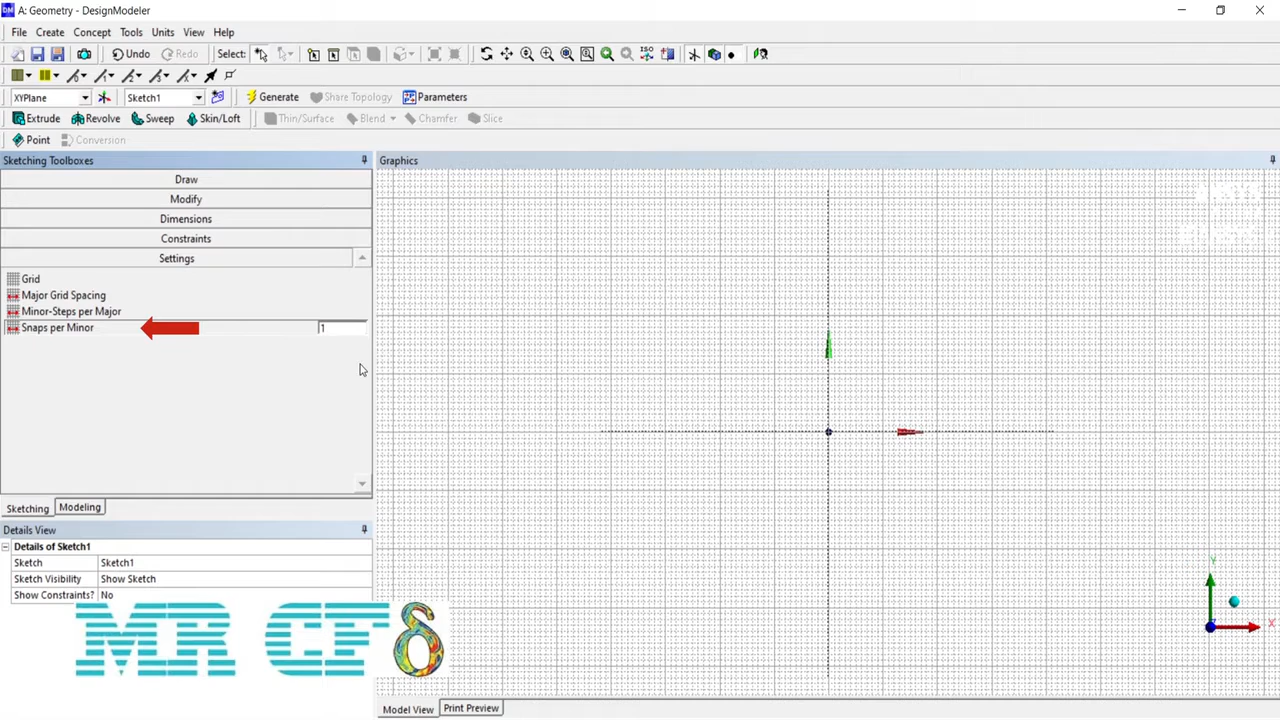 A: Geometry - DesignModeler
File Create Concept Tools Units View Help
Undo Redo Select: ISO
XYPlane Sketch1 Generate Share Topology Parameters
Extrude Revolve Sweep Skin/Loft Thin/Surface Blend Chamfer Slice
Point Conversion
Sketching Toolboxes
Draw
Modify
Dimensions
Constraints
Settings
Grid
Major Grid Spacing
Minor-Steps per Major
Snaps per Minor 1
Sketching Modeling
Details View
Details of Sketch1
Sketch Sketch1
Sketch Visibility Show Sketch
Show Constraints? No
MR CFδ
Graphics
Y
X
Model View Print Preview